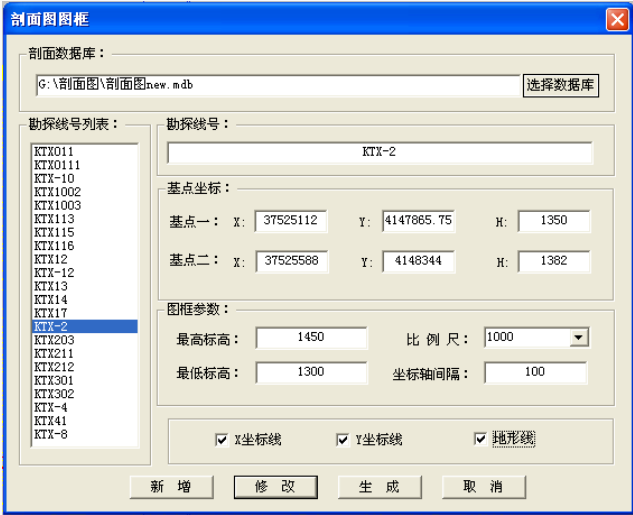 剖面图图框
剖面数据库：
G:\剖面图\剖面图new.mdb
选择数据库
勘探线号列表：
KTX011
KTX0111
KTX-10
KTX1002
KTX1003
KTX113
KTX115
KTX116
KTX12
KTX-12
KTX13
KTX14
KTX17
KTX-2
KTX203
KTX211
KTX212
KTX301
KTX302
KTX-4
KTX41
KTX-8
勘探线号：
KTX-2
基点坐标：
基点一： X: 37525112 Y: 4147865.75 H: 1350
基点二： X: 37525588 Y: 4148344 H: 1382
图框参数：
最高标高： 1450 比 例 尺： 1000
最低标高： 1300 坐标轴间隔： 100
X坐标线 Y坐标线 地形线
新 增 修 改 生 成 取 消